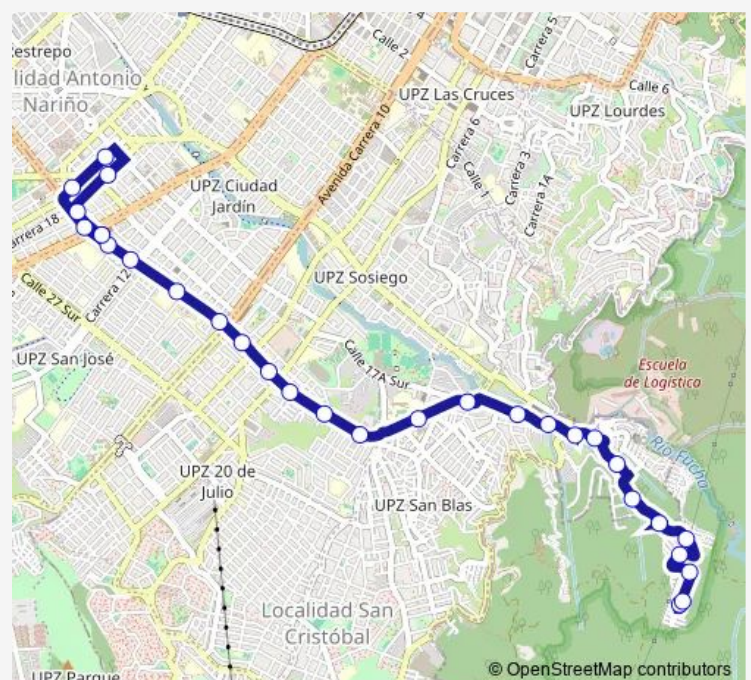 Restrepo
lidad Antonio
Nariño
Calle 2
Carrera 5
UPZ Las Cruces
Calle 6
UPZ Lourdes
Avenida Carrera 10
Carrera 6
Calle 1
Carrera 3
Carrera 1A
UPZ Ciudad
Jardín
arrera 18
Carrera 12
Calle 27 Sur
UPZ Sosiego
UPZ San José
Calle 17A Sur
Escuela
de Logística
Río Fucha
UPZ 20 de
Julio
UPZ San Blas
Localidad San
Cristóbal
UPZ Parque
© OpenStreetMap contributors